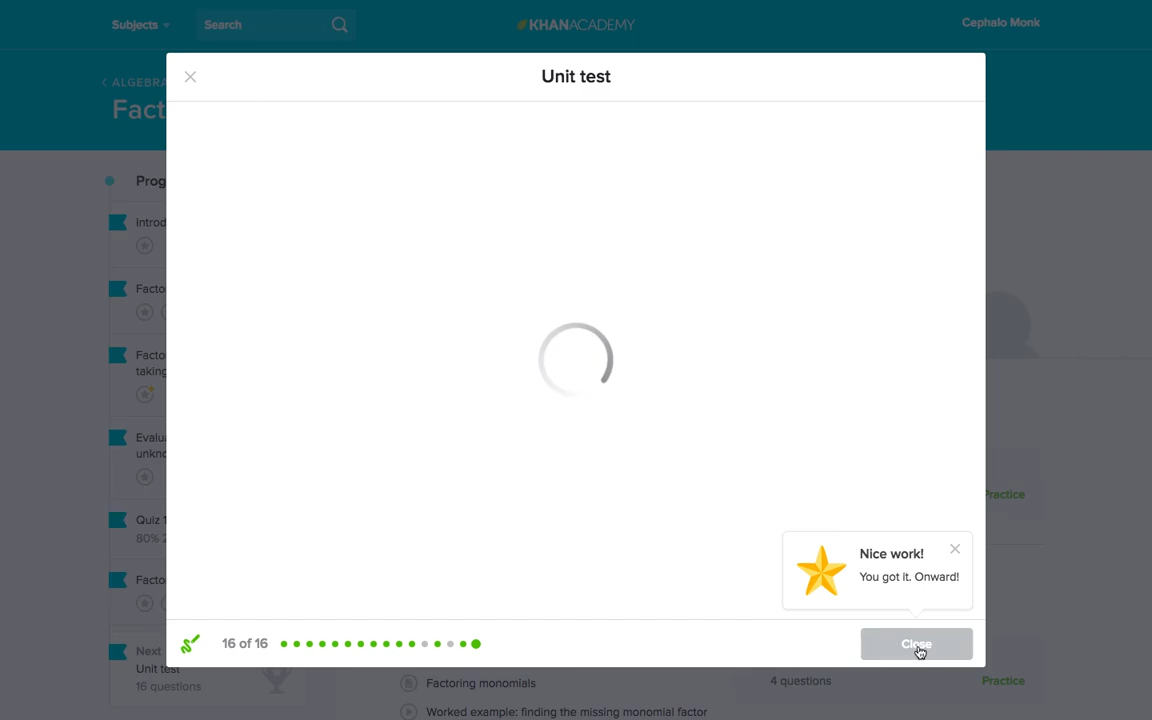 Subjects
Search
KHANACADEMY
Cephalo Monk
ALGEBRA
Fact
Unit test
Prog
Introd
Facto
Facto
taking
Evalua
unkno
Quiz 1
80%
Facto
Next
Unit test
16 questions
Practice
Nice work!
You got it. Onward!
16 of 16
Close
Factoring monomials
4 questions
Practice
Worked example: finding the missing monomial factor